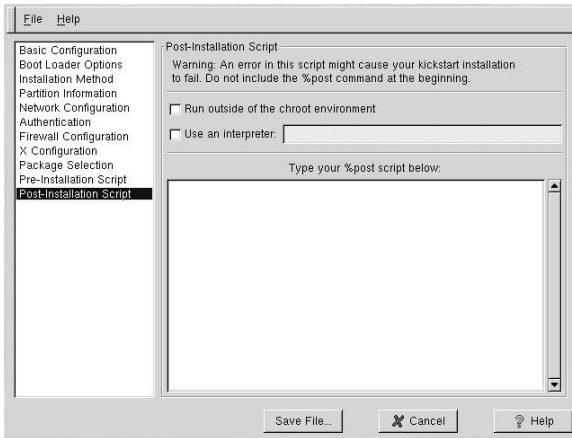 File Help
Basic Configuration
Boot Loader Options
Installation Method
Partition Information
Network Configuration
Authentication
Firewall Configuration
X Configuration
Package Selection
Pre-Installation Script
Post-Installation Script
Post-Installation Script
Warning: An error in this script might cause your kickstart installation
to fail. Do not include the %post command at the beginning.
Run outside of the chroot environment
Use an interpreter:
Type your %post script below:
Save File... Cancel Help